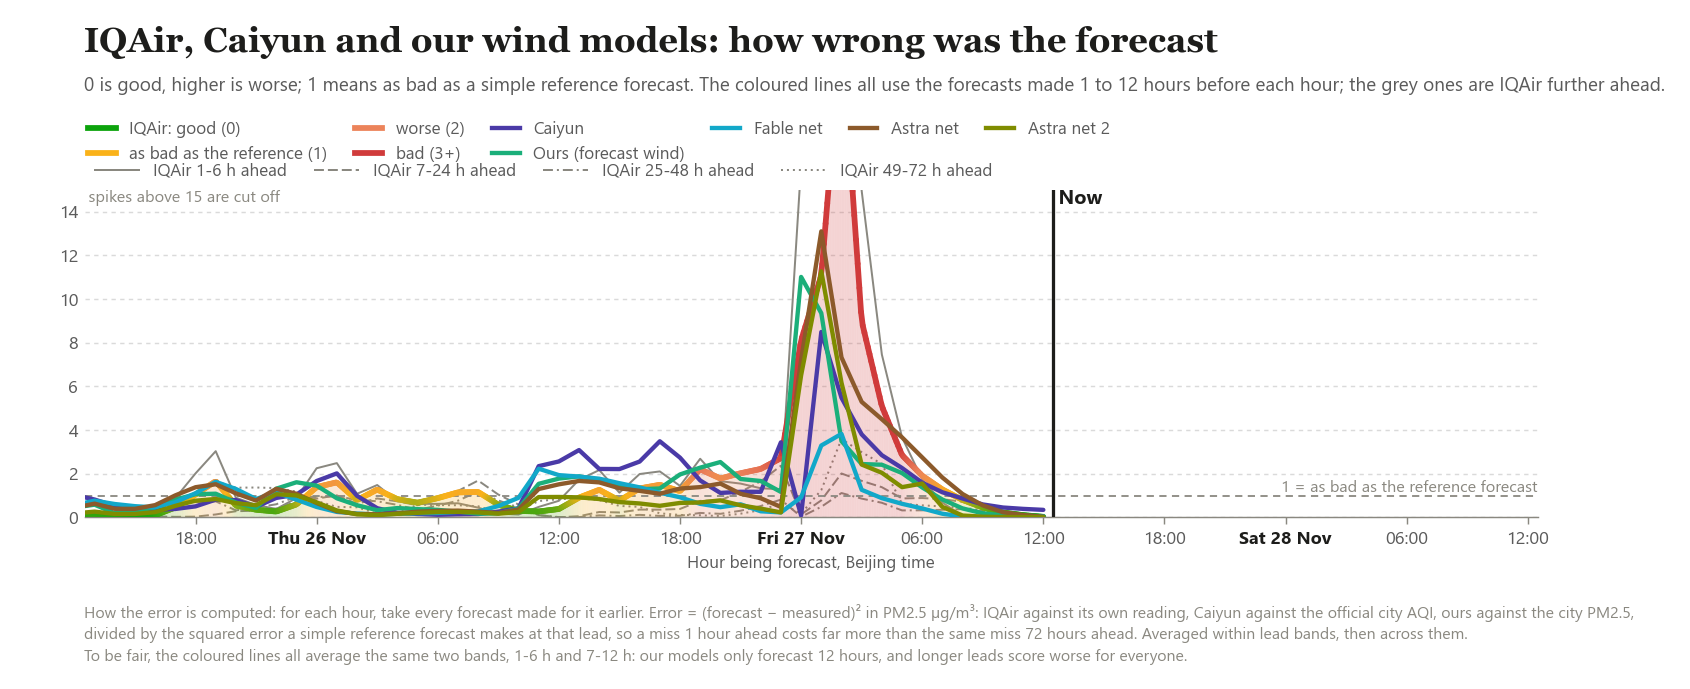 IQAir, Caiyun and our wind models: how wrong was the forecast
0 is good, higher is worse; 1 means as bad as a simple reference forecast. The coloured lines all use the forecasts made 1 to 12 hours before each hour; the grey ones are IQAir further ahead.
IQAir: good (0) worse (2) Caiyun Fable net Astra net Astra net 2
as bad as the reference (1) bad (3+) Ours (forecast wind)
IQAir 1-6 h ahead IQAir 7-24 h ahead IQAir 25-48 h ahead IQAir 49-72 h ahead
spikes above 15 are cut off
Now
14
12
10
8
6
4
2
1 = as bad as the reference forecast
0
18:00 Thu 26 Nov 06:00 12:00 18:00 Fri 27 Nov 06:00 12:00 18:00 Sat 28 Nov 06:00 12:00
Hour being forecast, Beijing time
How the error is computed: for each hour, take every forecast made for it earlier. Error = (forecast − measured)² in PM2.5 µg/m³: IQAir against its own reading, Caiyun against the official city AQI, ours against the city PM2.5,
divided by the squared error a simple reference forecast makes at that lead, so a miss 1 hour ahead costs far more than the same miss 72 hours ahead. Averaged within lead bands, then across them.
To be fair, the coloured lines all average the same two bands, 1-6 h and 7-12 h: our models only forecast 12 hours, and longer leads score worse for everyone.